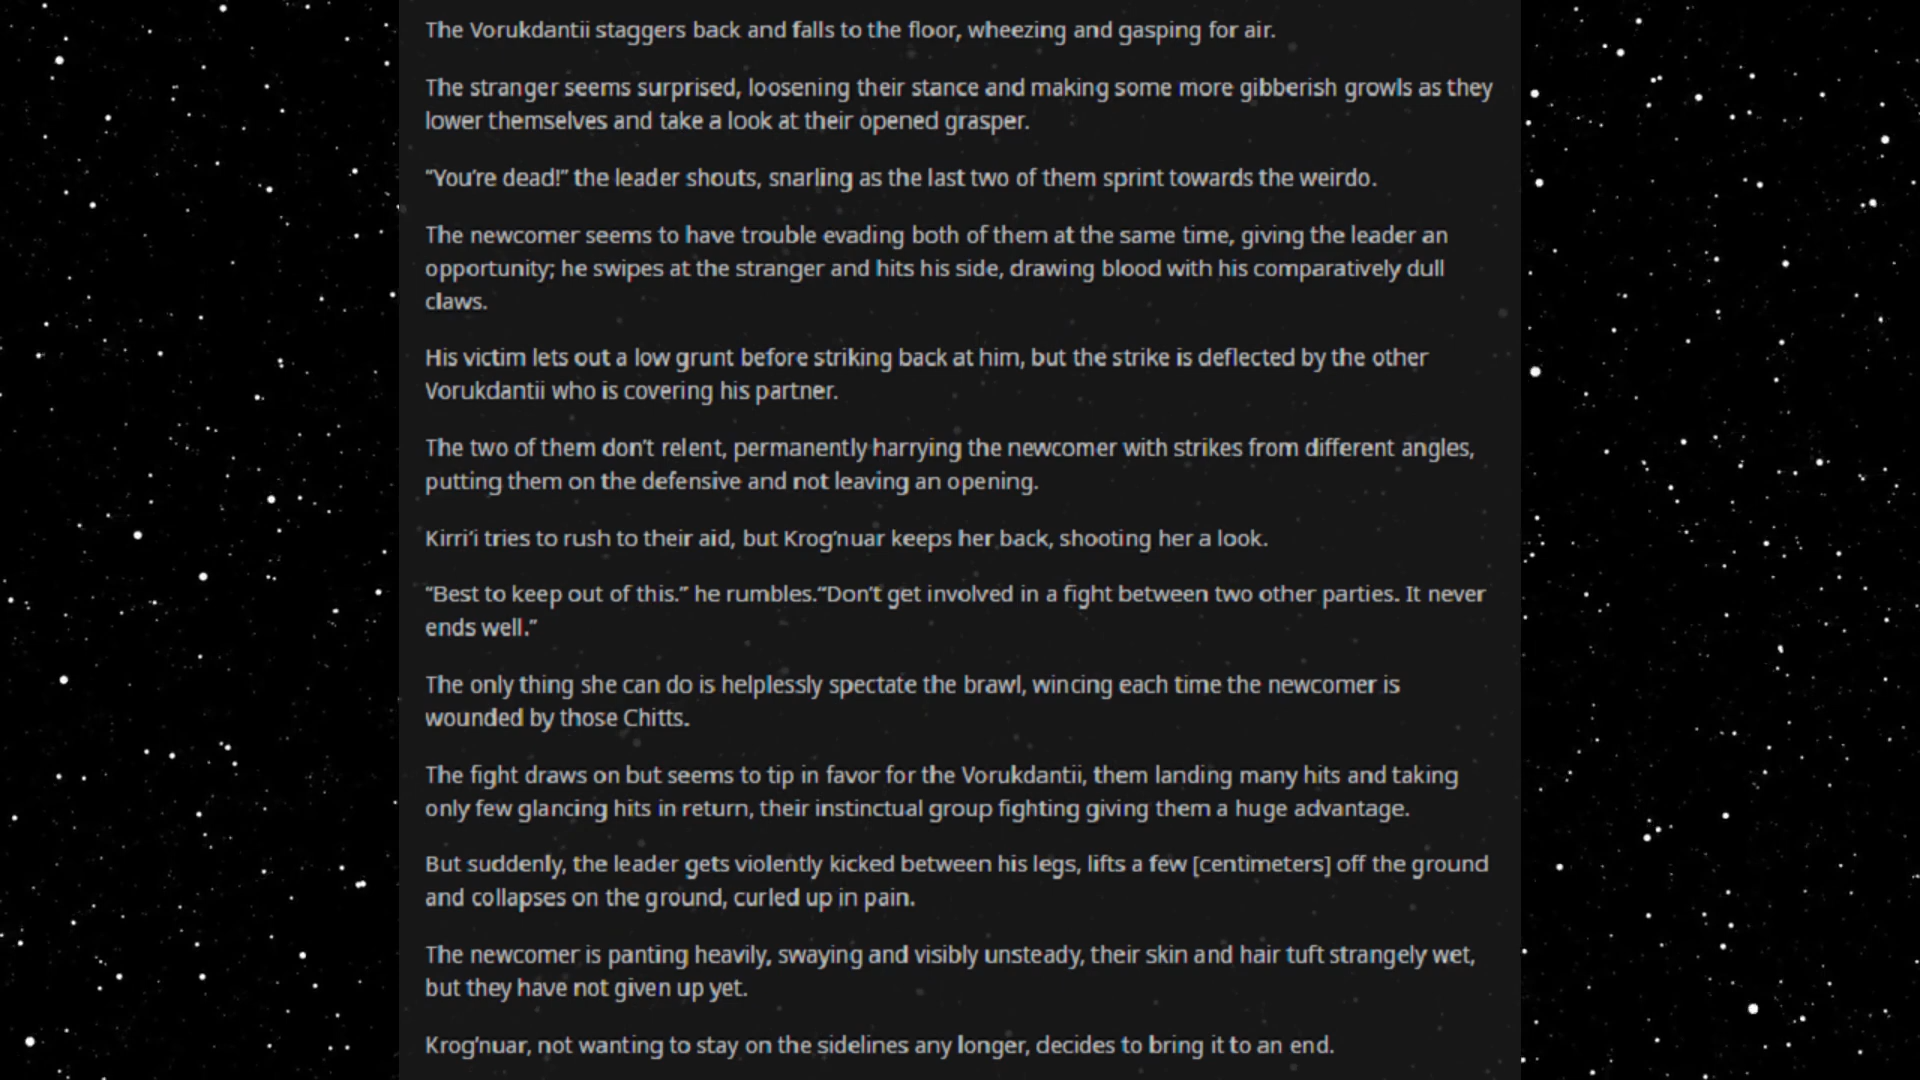 The Vorukdantii staggers back and falls to the floor, wheezing and gasping for air.
The stranger seems surprised, loosening their stance and making some more gibberish growls as they
lower themselves and take a look at their opened grasper.
“You’re dead!” the leader shouts, snarling as the last two of them sprint towards the weirdo.
The newcomer seems to have trouble evading both of them at the same time, giving the leader an
opportunity; he swipes at the stranger and hits his side, drawing blood with his comparatively dull
claws.
His victim lets out a low grunt before striking back at him, but the strike is deflected by the other
Vorukdantii who is covering his partner.
The two of them don’t relent, permanently harrying the newcomer with strikes from different angles,
putting them on the defensive and not leaving an opening.
Kirri’i tries to rush to their aid, but Krog’nuar keeps her back, shooting her a look.
“Best to keep out of this.” he rumbles.“Don’t get involved in a fight between two other parties. It never
ends well.”
The only thing she can do is helplessly spectate the brawl, wincing each time the newcomer is
wounded by those Chitts.
The fight draws on but seems to tip in favor for the Vorukdantii, them landing many hits and taking
only few glancing hits in return, their instinctual group fighting giving them a huge advantage.
But suddenly, the leader gets violently kicked between his legs, lifts a few [centimeters] off the ground
and collapses on the ground, curled up in pain.
The newcomer is panting heavily, swaying and visibly unsteady, their skin and hair tuft strangely wet,
but they have not given up yet.
Krog’nuar, not wanting to stay on the sidelines any longer, decides to bring it to an end.